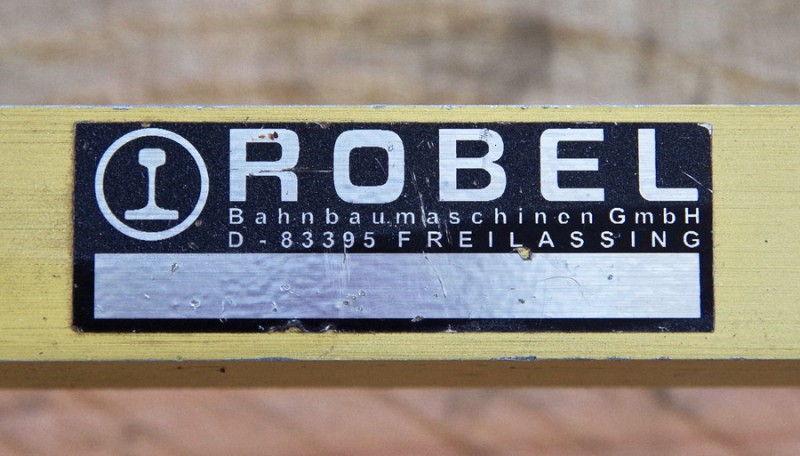 ROBEL
Bahnbaumaschinen GmbH
D-83395 FREILASSING